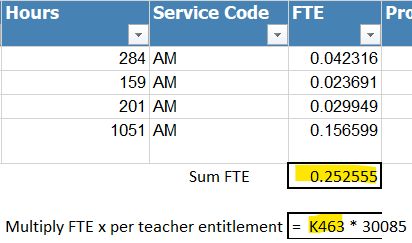 Hours Service Code FTE Pro
284 AM 0.042316
159 AM 0.023691
201 AM 0.029949
1051 AM 0.156599
Sum FTE 0.252555
Multiply FTE x per teacher entitlement = K463 * 30085